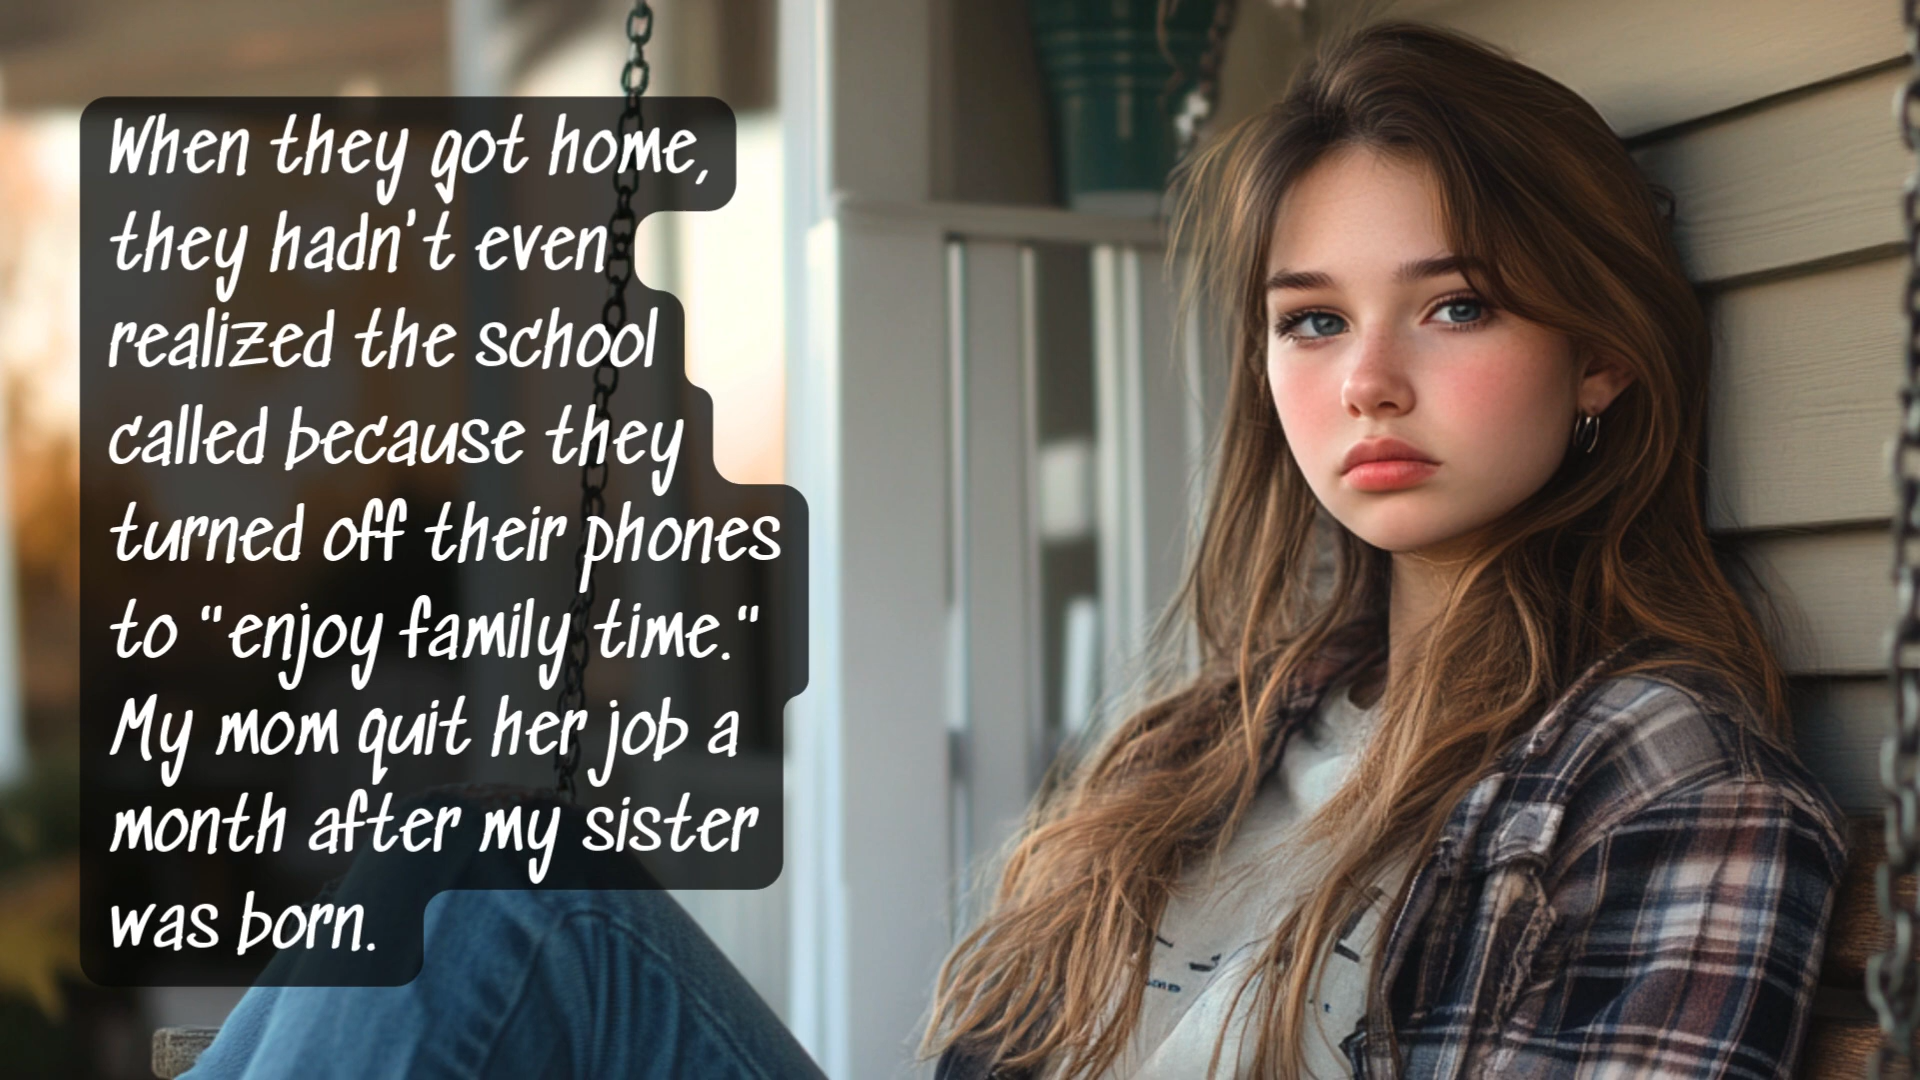 When they got home,
they hadn't even
realized the school
called because they
turned off their phones
to "enjoy family time."
My mom quit her job a
month after my sister
was born.